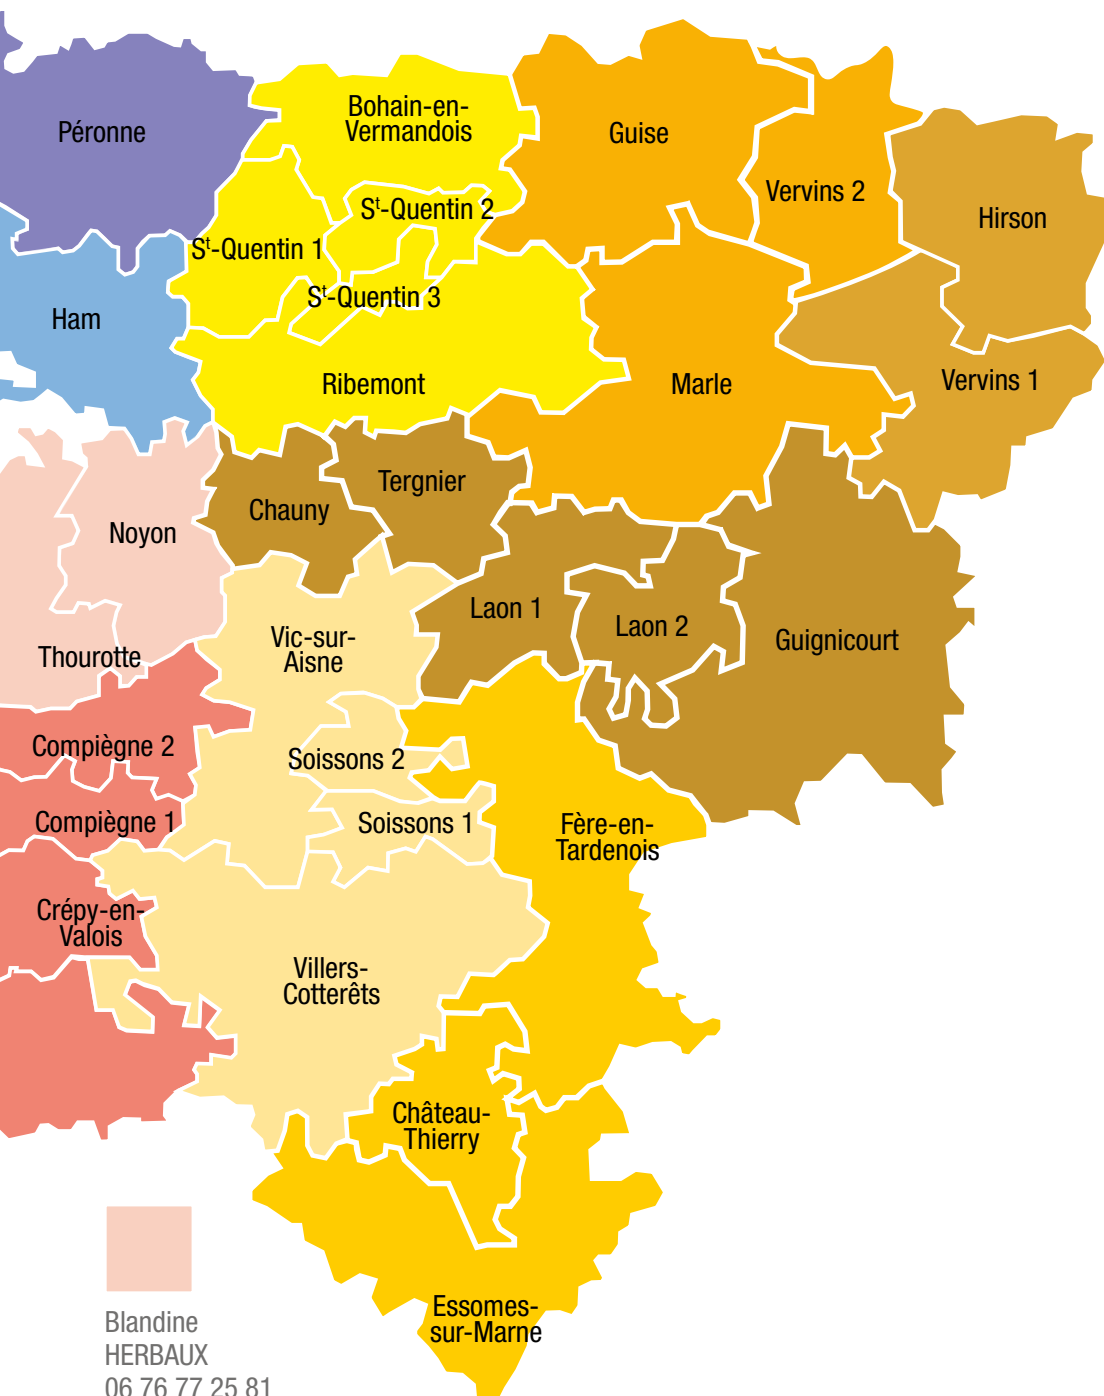 Péronne
Bohain-en-
Vermandois
Guise
Vervins 2
Hirson
Sᵗ-Quentin 2
Sᵗ-Quentin 1
Sᵗ-Quentin 3
Ham
Ribemont
Marle
Vervins 1
Tergnier
Chauny
Noyon
Laon 1
Laon 2
Guignicourt
Vic-sur-
Aisne
Thourotte
Compiègne 2
Soissons 2
Compiègne 1
Soissons 1
Fère-en-
Tardenois
Crépy-en-
Valois
Villers-
Cotterêts
Château-
Thierry
Essomes-
sur-Marne
Blandine
HERBAUX
06 76 77 25 81